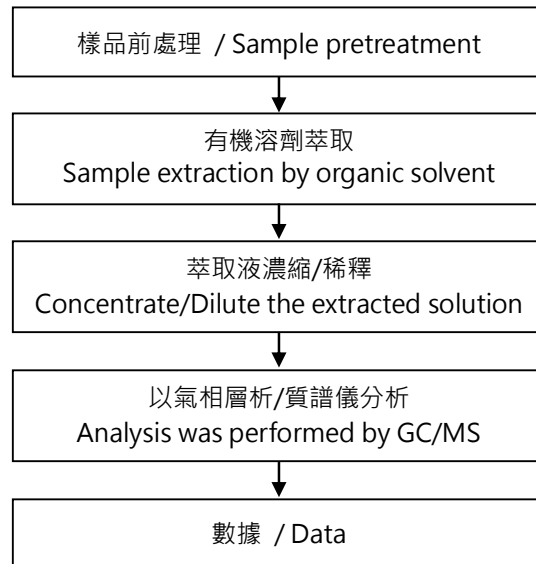 樣品前處理 / Sample pretreatment
有機溶劑萃取
Sample extraction by organic solvent
萃取液濃縮/稀釋
Concentrate/Dilute the extracted solution
以氣相層析/質譜儀分析
Analysis was performed by GC/MS
數據 / Data